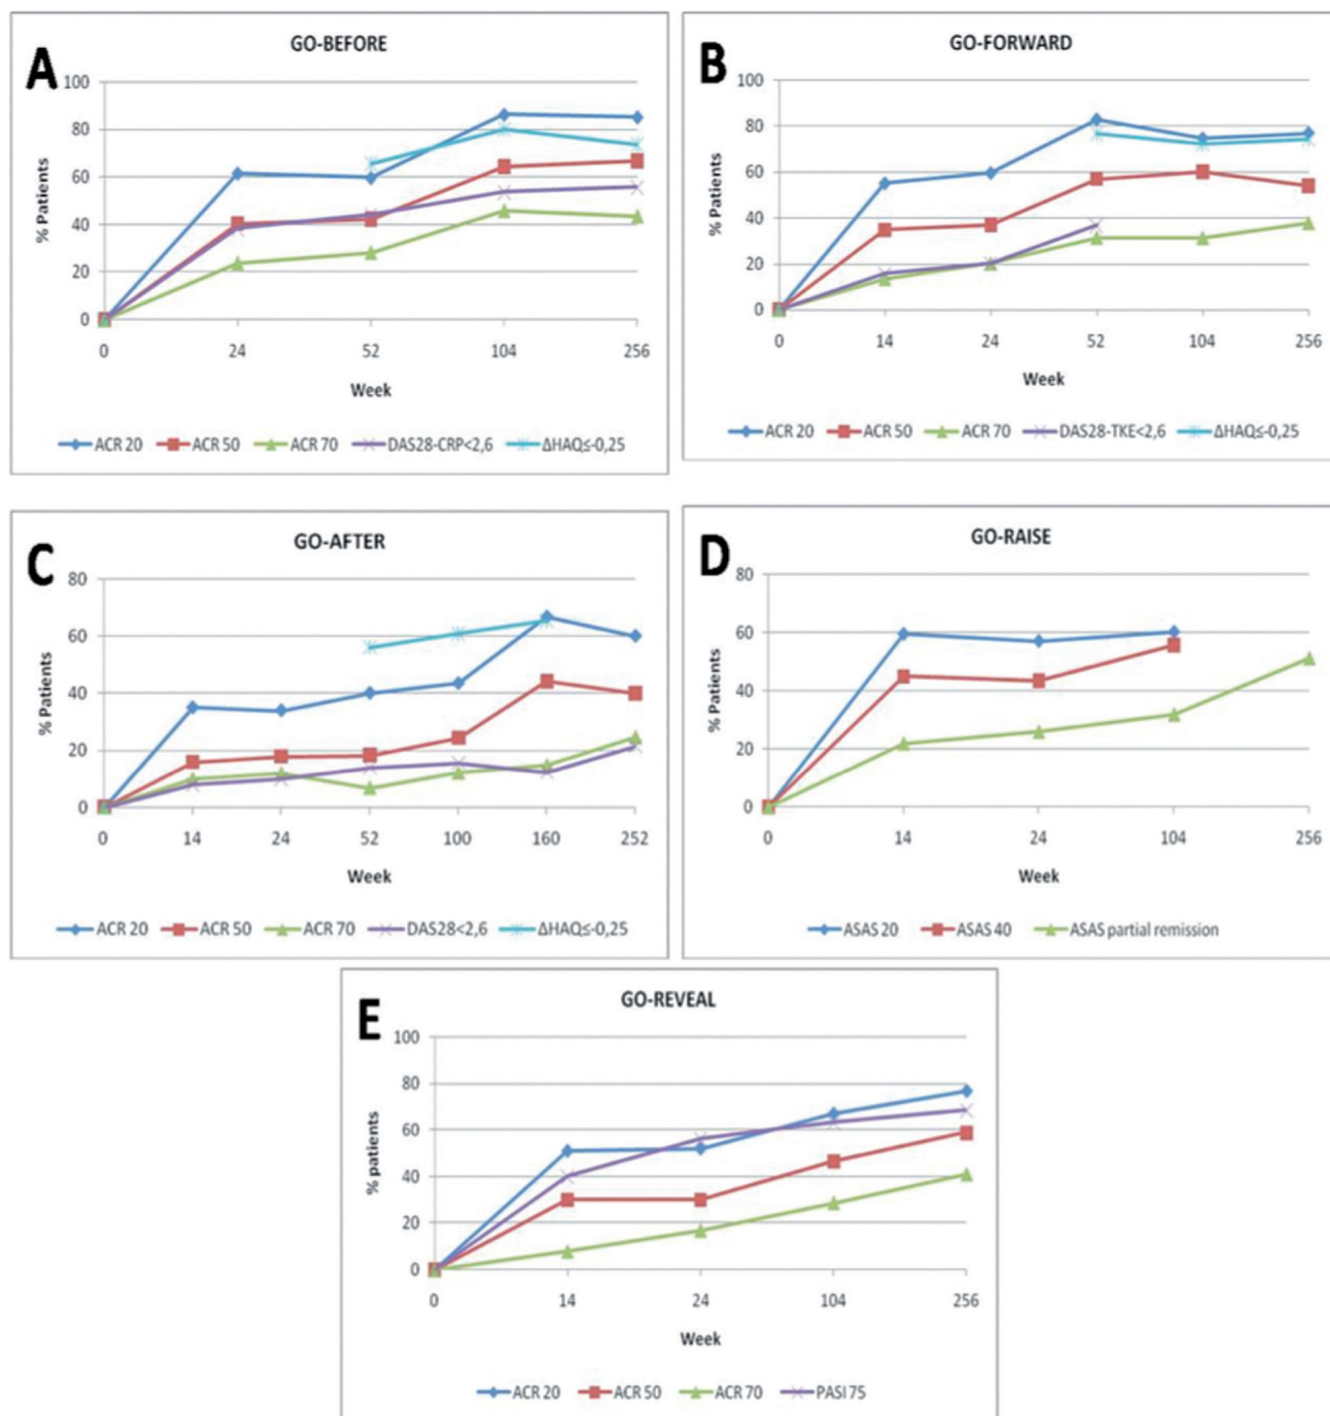 A
GO-BEFORE
100
80
60
40
20
0
% Patients
0 24 52 104 256
Week
ACR 20 ACR 50 ACR 70 DAS28-CRP<2,6 ΔHAQ≤-0,25
B
GO-FORWARD
100
80
60
40
20
0
% Patients
0 14 24 52 104 256
Week
ACR 20 ACR 50 ACR 70 DAS28-TKE<2,6 ΔHAQ≤-0,25
C
GO-AFTER
80
60
40
20
0
% Patients
0 14 24 52 100 160 252
Week
ACR 20 ACR 50 ACR 70 DAS28<2,6 ΔHAQ≤-0,25
D
GO-RAISE
80
60
40
20
0
% Patients
0 14 24 104 256
Week
ASAS 20 ASAS 40 ASAS partial remission
E
GO-REVEAL
100
80
60
40
20
0
% patients
0 14 24 104 256
Week
ACR 20 ACR 50 ACR 70 PASI 75